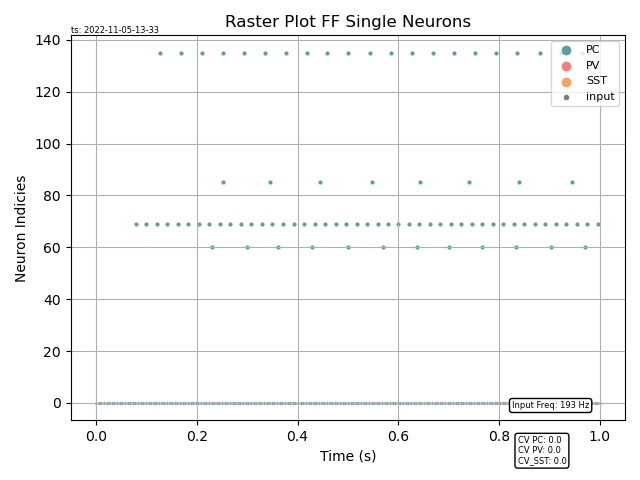 Raster Plot FF Single Neurons
ts: 2022-11-05-13-33
140
120
100
80
60
40
20
0
Neuron Indicies
PC
PV
SST
input
Input Freq: 193 Hz
0.0 0.2 0.4 0.6 0.8 1.0
Time (s)
CV PC: 0.0
CV PV: 0.0
CV_SST: 0.0